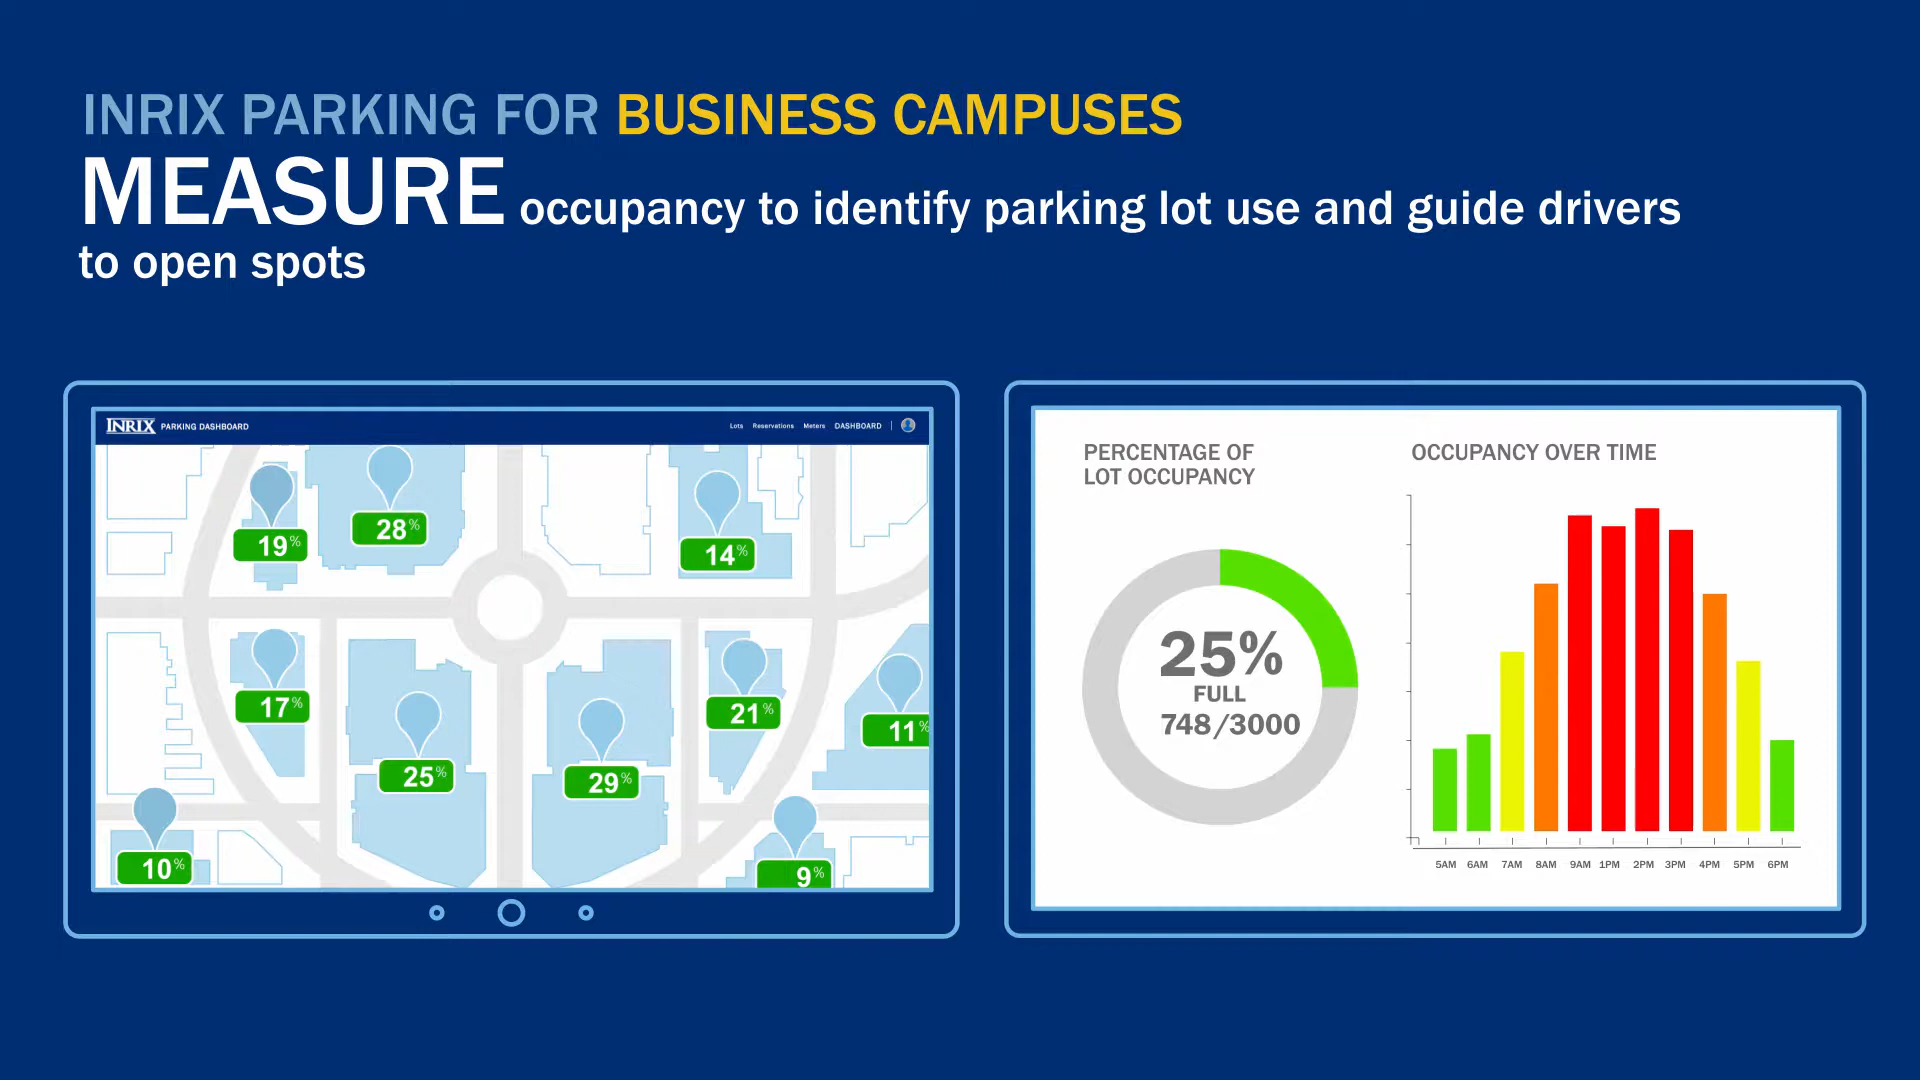 INRIX PARKING FOR BUSINESS CAMPUSES
MEASURE occupancy to identify parking lot use and guide drivers
to open spots
INRIX PARKING DASHBOARD
Lots Reservations Meters DASHBOARD
19%
28%
14%
17%
25%
29%
21%
11%
10%
9%
PERCENTAGE OF
LOT OCCUPANCY
25%
FULL
748/3000
OCCUPANCY OVER TIME
5AM 6AM 7AM 8AM 9AM 1PM 2PM 3PM 4PM 5PM 6PM